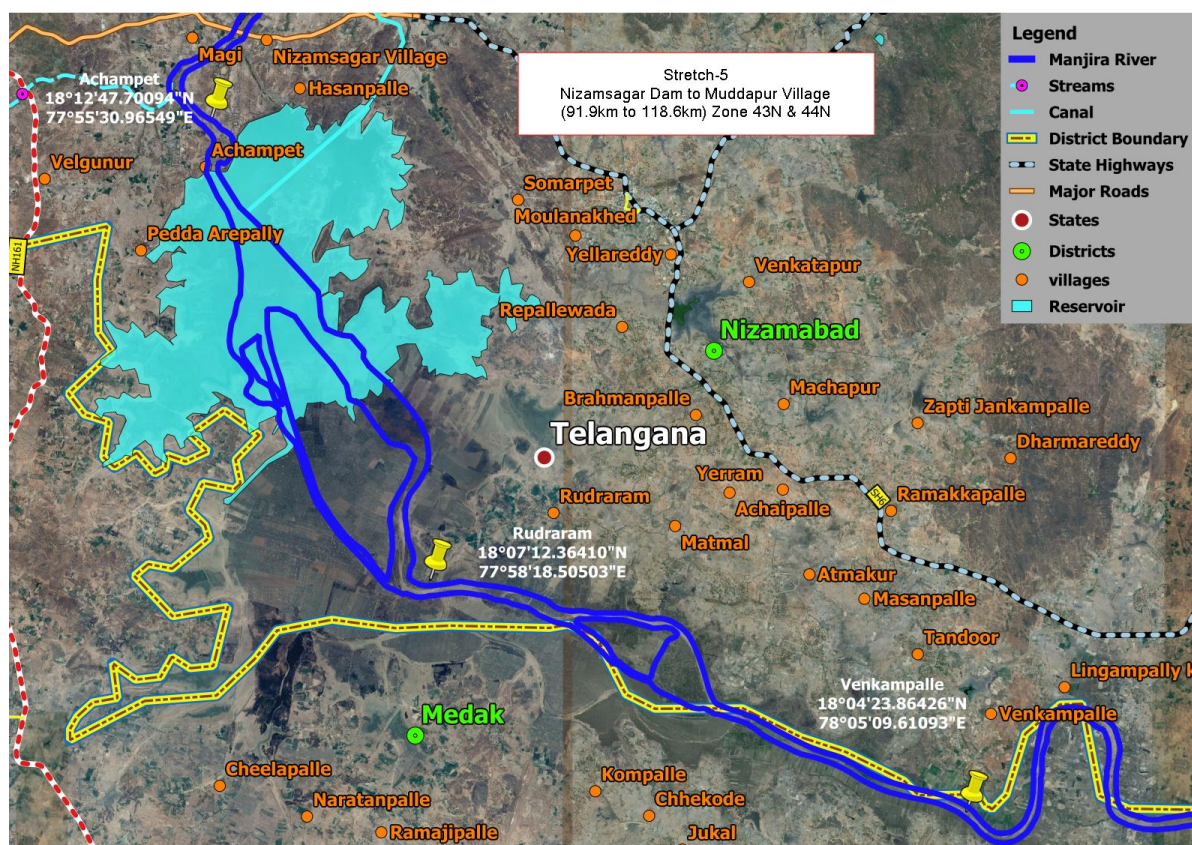 Magi
Nizamsagar Village
Achampet
18°12'47.70094"N
77°55'30.96549"E
Hasanpalle
Stretch-5
Nizamsagar Dam to Muddapur Village
(91.9km to 118.6km) Zone 43N & 44N
Legend
Manjira River
Streams
Canal
District Boundary
State Highways
Major Roads
States
Districts
villages
Reservoir
Velgunur
Achampet
Somarpet
Moulanakhed
Pedda Arepally
NH161
Yellareddy
Venkatapur
Repallewada
Nizamabad
Brahmanpalle
Machapur
Zapti Jankampalle
Telangana
Dharmareddy
Yerram
Achaipalle
SH6
Ramakkapalle
Rudraram
Matmal
Rudraram
18°07'12.36410"N
77°58'18.50503"E
Atmakur
Masanpalle
Tandoor
Lingampally k
Venkampalle
18°04'23.86426"N
78°05'09.61093"E
Venkampalle
Medak
Cheelapalle
Kompalle
Naratanpalle
Chhekode
Ramajipalle
Jukal